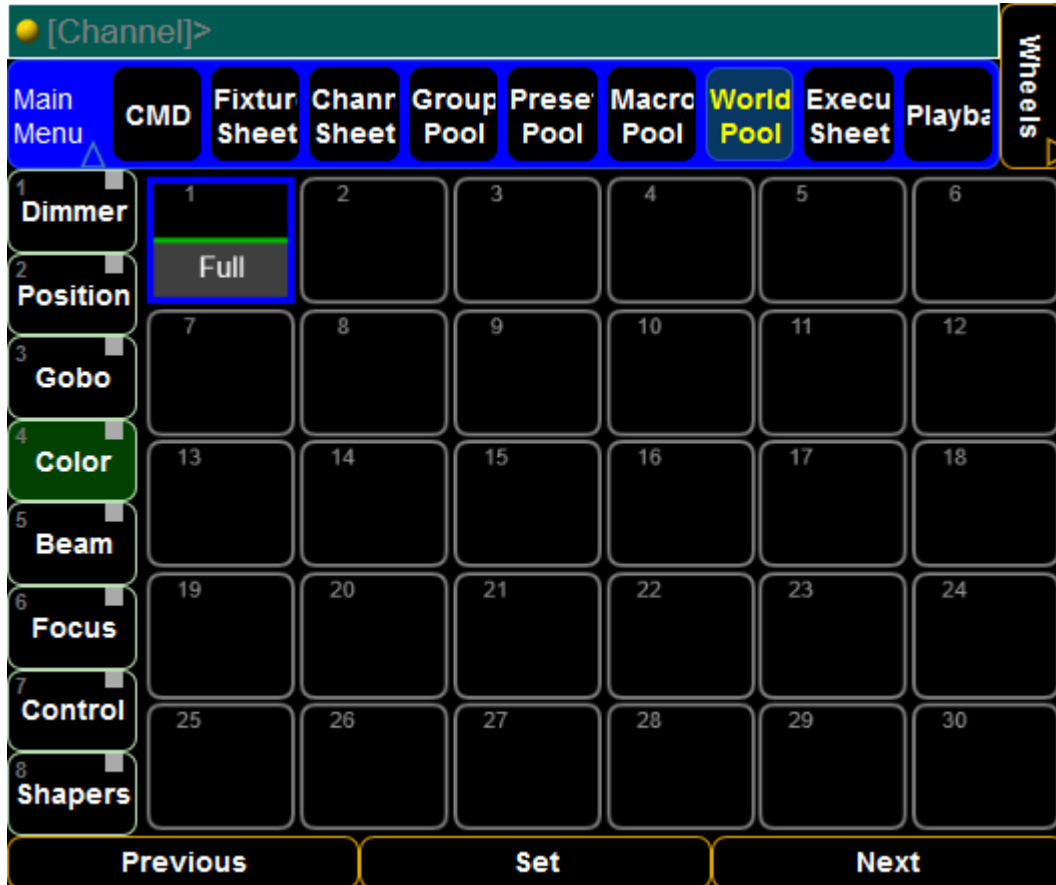 [Channel]>
Wheels
Main
Menu
CMD
Fixtur
Sheet
Chanr
Sheet
Group
Pool
Prese
Pool
Macro
Pool
World
Pool
Execu
Sheet
Playba
1
Dimmer
2
Position
3
Gobo
4
Color
5
Beam
6
Focus
7
Control
8
Shapers
1 2 3 4 5 6
Full
7 8 9 10 11 12
13 14 15 16 17 18
19 20 21 22 23 24
25 26 27 28 29 30
Previous Set Next